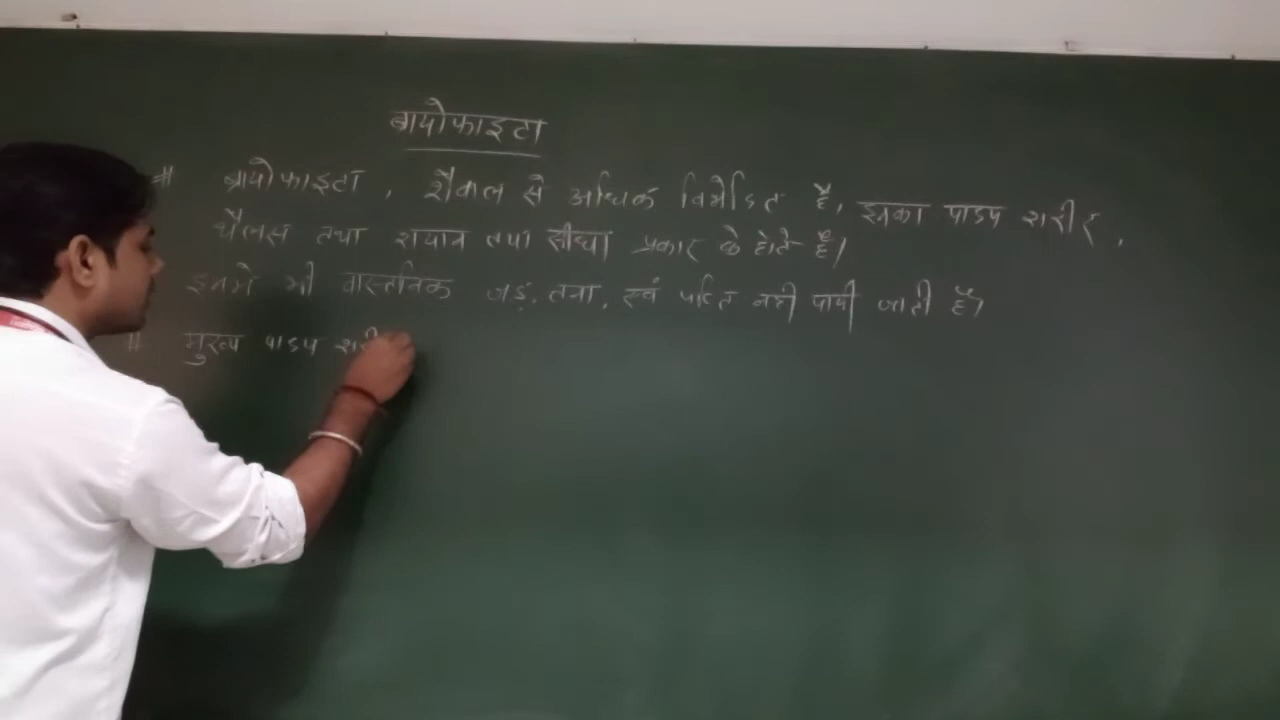 ब्रायोफाइटा
# ब्रायोफाइटा, शैवाल से अधिक विभेदित है, इनका पादप शरीर,
थैलस तथा शयान तथा सीधा प्रकार के होते है।
इनमे भी वास्तविक जड़, तना, एवं पत्ति नही पायी जाती है।
# मुख्य पादप शरी